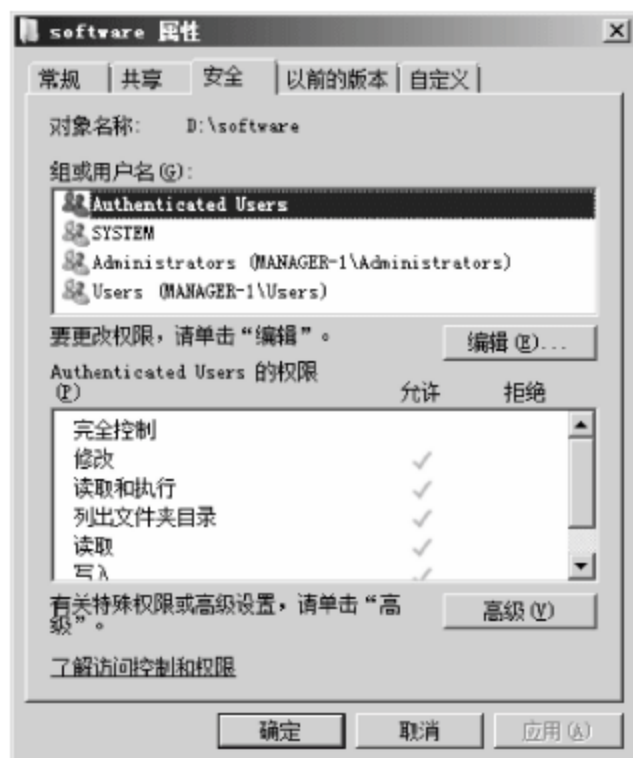 software 属性
常规 共享 安全 以前的版本 自定义
对象名称: D:\software
组或用户名(G):
Authenticated Users
SYSTEM
Administrators (MANAGER-1\Administrators)
Users (MANAGER-1\Users)
要更改权限，请单击“编辑”。
编辑(E)...
Authenticated Users 的权限
(P) 允许 拒绝
完全控制
修改
读取和执行
列出文件夹目录
读取
写入
有关特殊权限或高级设置，请单击“高
级”。
高级(V)
了解访问控制和权限
确定 取消 应用(A)